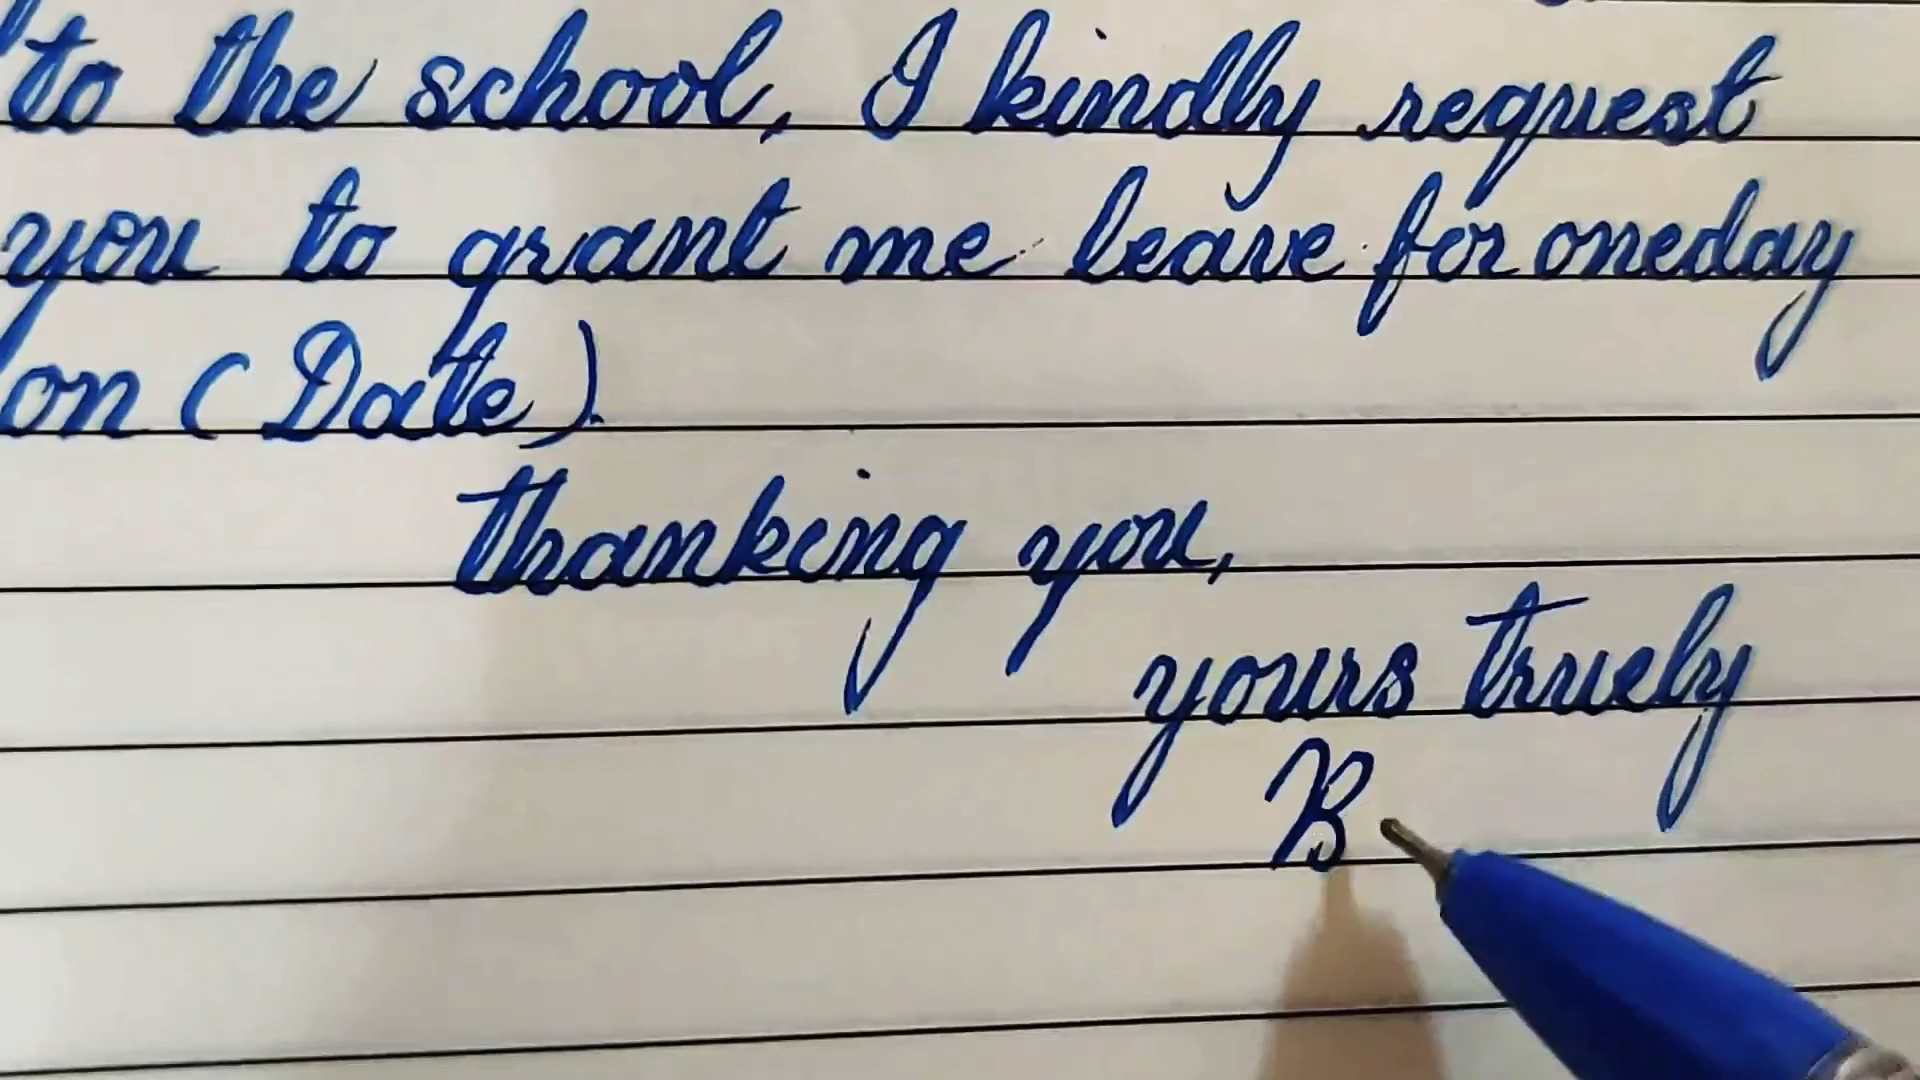 to the school, I kindly request
you to grant me leave for oneday
on (Date).
thanking you,
yours truely
B